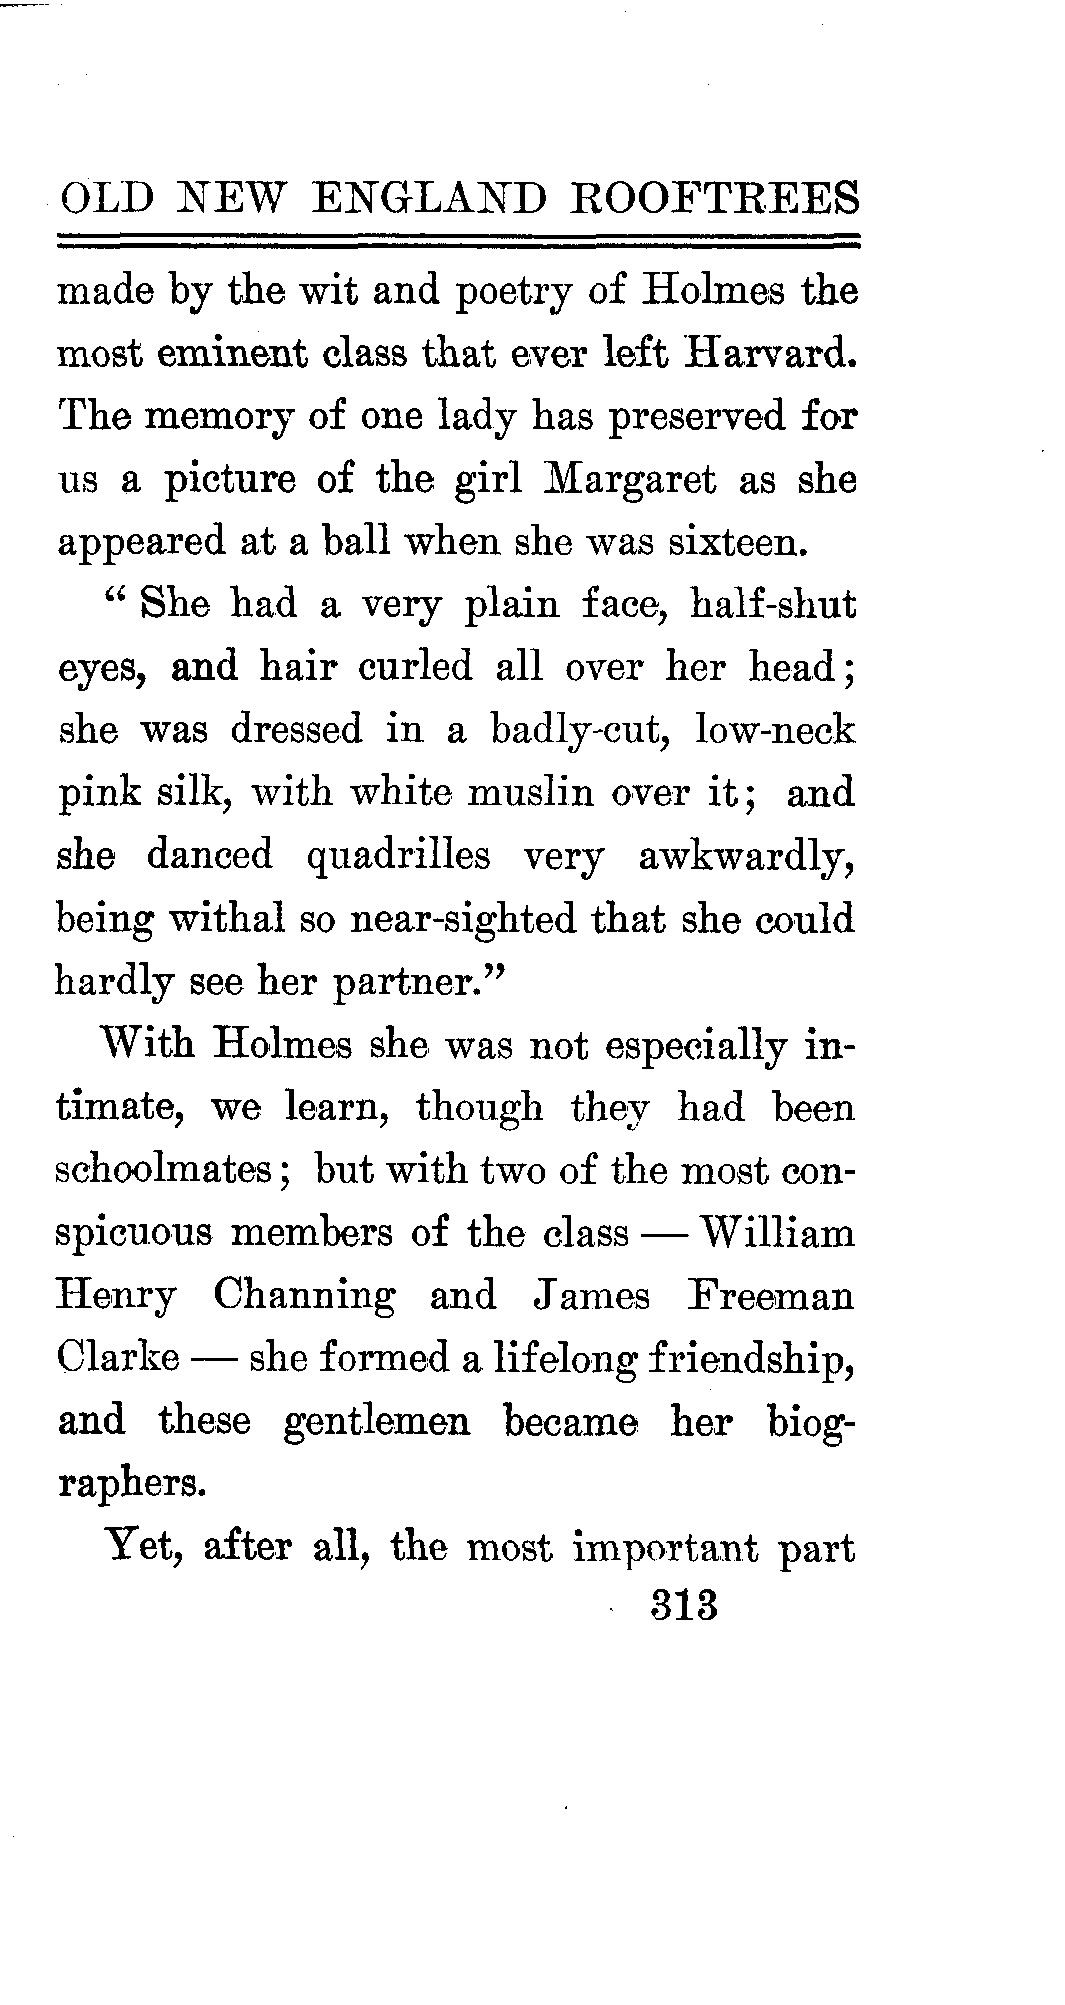 OLD NEW ENGLAND ROOFTREES
made by the wit and poetry of Holmes the
most eminent class that ever left Harvard.
The memory of one lady has preserved for
us a picture of the girl Margaret as she
appeared at a ball when she was sixteen.
“ She had a very plain face, half-shut
eyes, and hair curled all over her head;
she was dressed in a badly-cut, low-neck
pink silk, with white muslin over it; and
she danced quadrilles very awkwardly,
being withal so near-sighted that she could
hardly see her partner.”
With Holmes she was not especially in-
timate, we learn, though they had been
schoolmates; but with two of the most con-
spicuous members of the class — William
Henry Channing and James Freeman
Clarke — she formed a lifelong friendship,
and these gentlemen became her biog-
raphers.
Yet, after all, the most important part
313